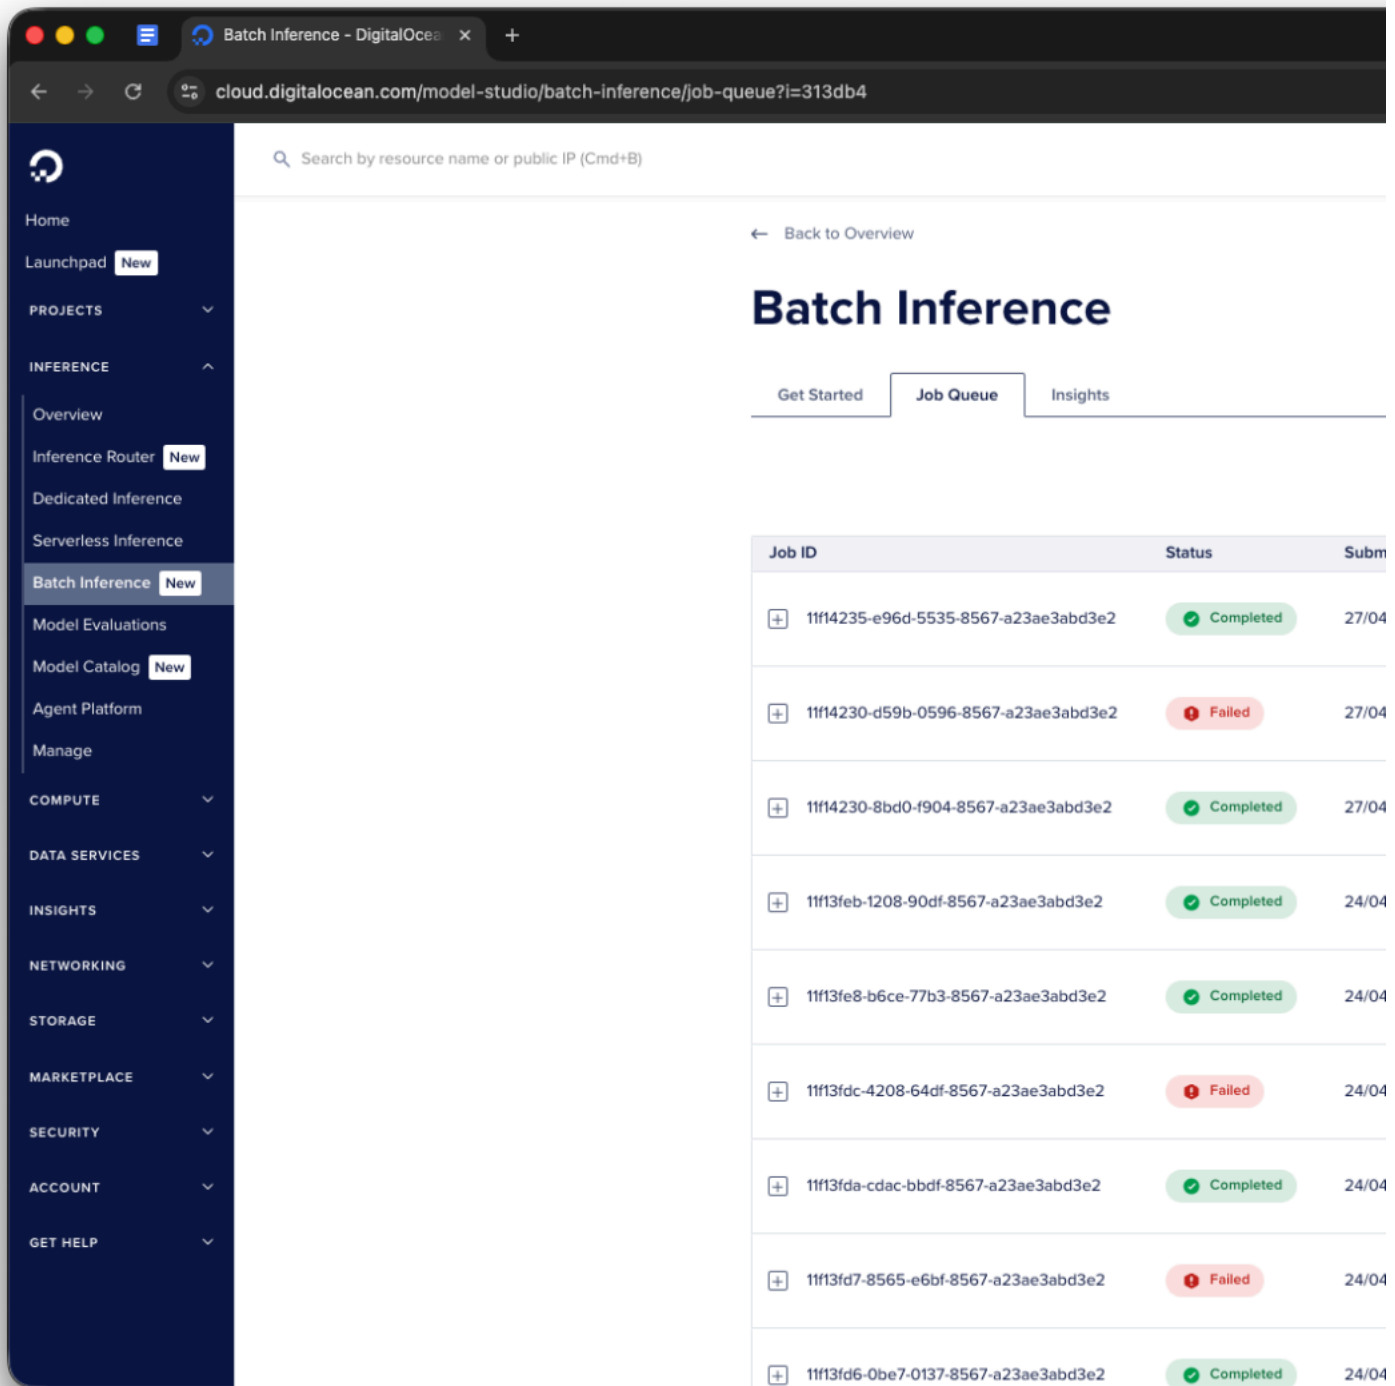 Batch Inference - DigitalOcea
cloud.digitalocean.com/model-studio/batch-inference/job-queue?i=313db4
Search by resource name or public IP (Cmd+B)
Home
Launchpad New
PROJECTS
INFERENCE
Overview
Inference Router New
Dedicated Inference
Serverless Inference
Batch Inference New
Model Evaluations
Model Catalog New
Agent Platform
Manage
COMPUTE
DATA SERVICES
INSIGHTS
NETWORKING
STORAGE
MARKETPLACE
SECURITY
ACCOUNT
GET HELP
Back to Overview
Batch Inference
Get Started Job Queue Insights
Job ID Status Subm
11f14235-e96d-5535-8567-a23ae3abd3e2 Completed 27/04
11f14230-d59b-0596-8567-a23ae3abd3e2 Failed 27/04
11f14230-8bd0-f904-8567-a23ae3abd3e2 Completed 27/04
11f13feb-1208-90df-8567-a23ae3abd3e2 Completed 24/04
11f13fe8-b6ce-77b3-8567-a23ae3abd3e2 Completed 24/04
11f13fdc-4208-64df-8567-a23ae3abd3e2 Failed 24/04
11f13fda-cdac-bbdf-8567-a23ae3abd3e2 Completed 24/04
11f13fd7-8565-e6bf-8567-a23ae3abd3e2 Failed 24/04
11f13fd6-0be7-0137-8567-a23ae3abd3e2 Completed 24/04